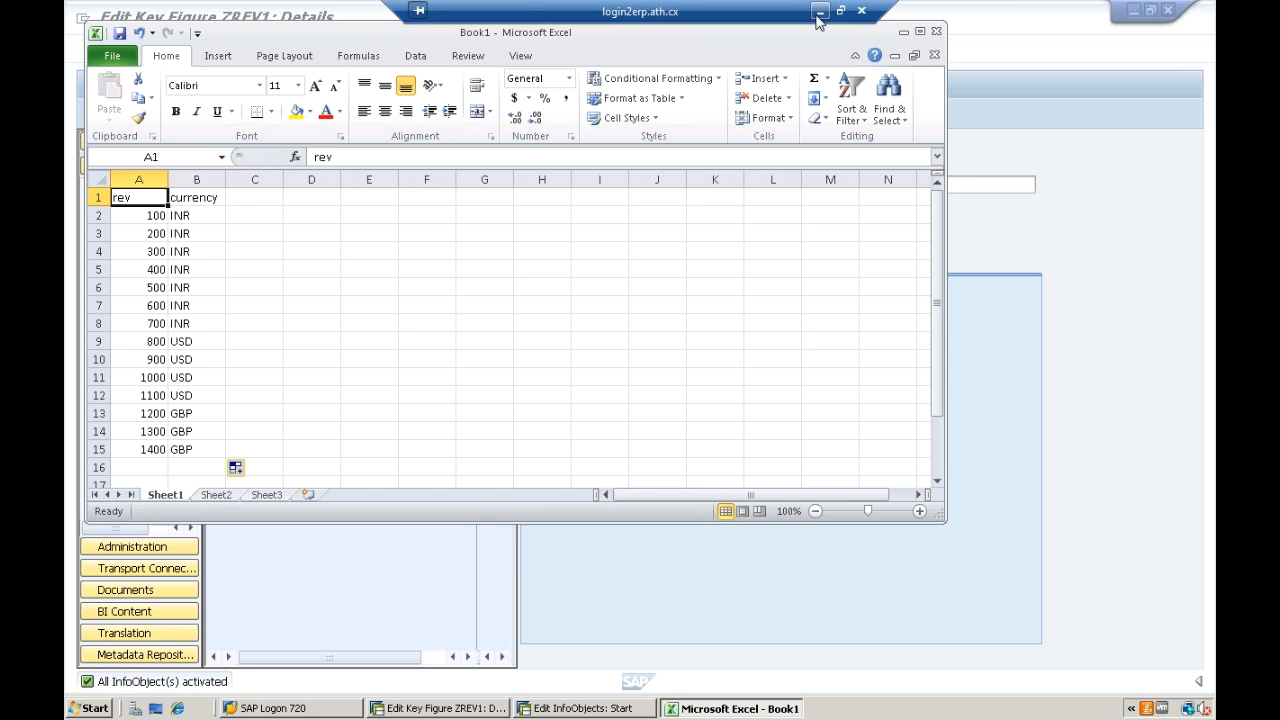 Edit Key Figure ZREV1: Details
login2erp.ath.cx
Book1 - Microsoft Excel
File Home Insert Page Layout Formulas Data Review View
Paste
Calibri 11
B I U
General
$ % ,
Conditional Formatting
Format as Table
Cell Styles
Insert
Delete
Format
Sort & Filter
Find & Select
Clipboard Font Alignment Number Styles Cells Editing
A1 fx rev
A B C D E F G H I J K L M N
1 rev currency
2 100 INR
3 200 INR
4 300 INR
5 400 INR
6 500 INR
7 600 INR
8 700 INR
9 800 USD
10 900 USD
11 1000 USD
12 1100 USD
13 1200 GBP
14 1300 GBP
15 1400 GBP
16
17
Sheet1 Sheet2 Sheet3
Ready 100%
Administration
Transport Connec...
Documents
BI Content
Translation
Metadata Reposit...
All InfoObject(s) activated
SAP
Start SAP Logon 720 Edit Key Figure ZREV1: D... Edit InfoObjects: Start Microsoft Excel - Book1